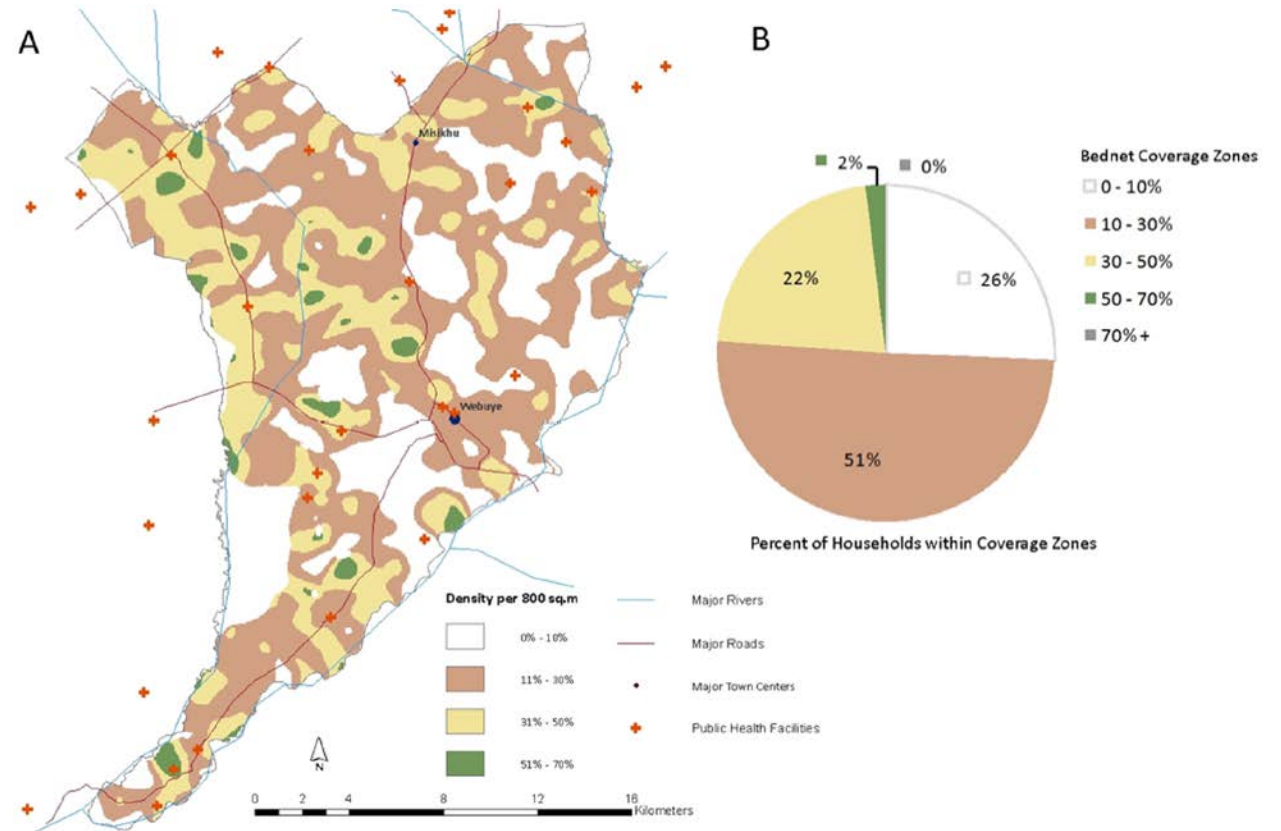 A
Misikhu
Webuye
Density per 800 sq.m
0% - 10%
11% - 30%
31% - 50%
51% - 70%
Major Rivers
Major Roads
Major Town Centers
Public Health Facilities
N
0 2 4 8 12 16
Kilometers
B
2%
0%
22%
26%
51%
Percent of Households within Coverage Zones
Bednet Coverage Zones
0 - 10%
10 - 30%
30 - 50%
50 - 70%
70% +